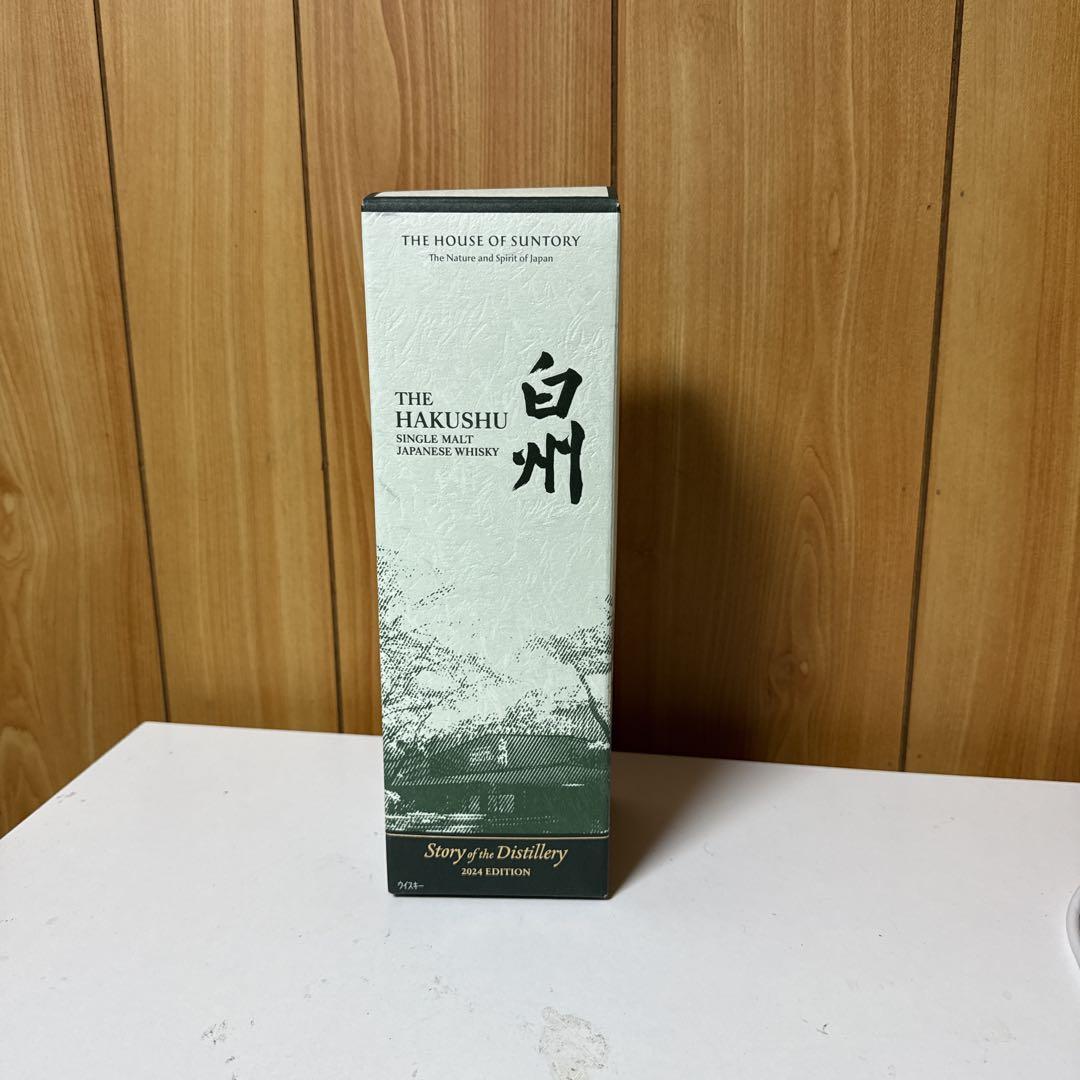 THE HOUSE OF SUNTORY
The Nature and Spirit of Japan
白州
THE
HAKUSHU
SINGLE MALT
JAPANESE WHISKY
Story of the Distillery
2024 EDITION
ウイスキー